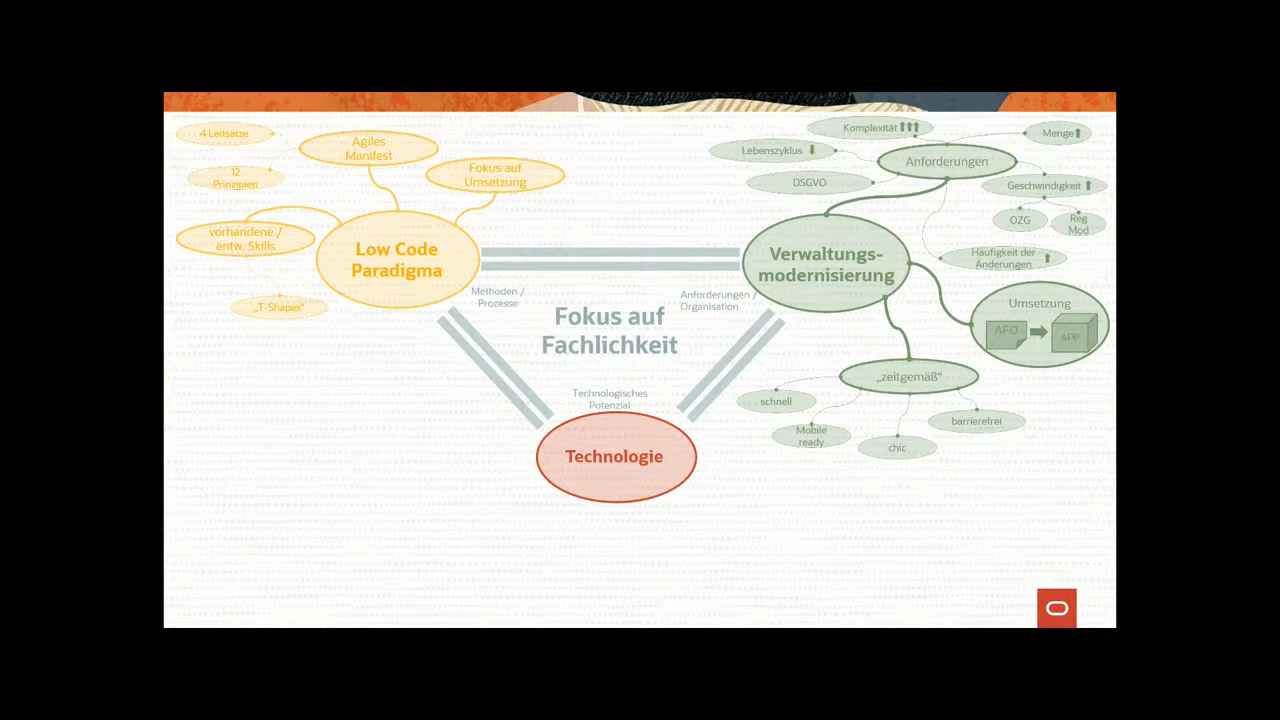 4 Leitsätze
12
Prinzipien
Agiles
Manifest
Fokus auf
Umsetzung
vorhandene /
entw. Skills
„T-Shapes“
Low Code
Paradigma
Methoden /
Prozesse
Fokus auf
Fachlichkeit
Anforderungen /
Organisation
Technologisches
Potenzial
Technologie
Verwaltungs-
modernisierung
Komplexität
Lebenszyklus
DSGVO
Anforderungen
Menge
Geschwindigkeit
OZG
Reg
Mod
Häufigkeit der
Änderungen
Umsetzung
AFO
APP
„zeitgemäß“
schnell
Mobile
ready
chic
barrierefrei